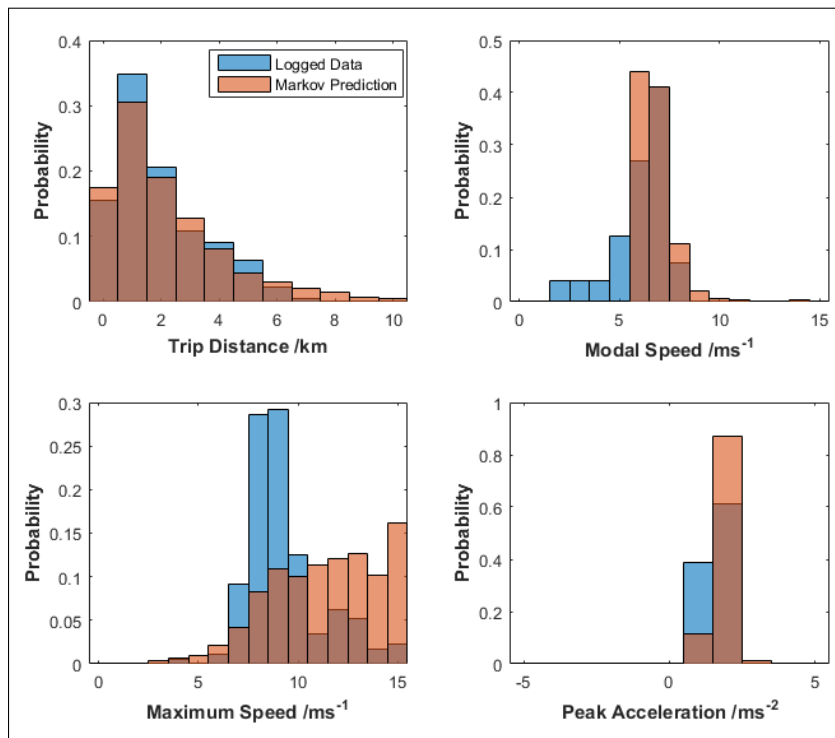 0.4
0.3
0.2
0.1
0
Probability
0 2 4 6 8 10
Trip Distance /km
Logged Data
Markov Prediction
0.5
0.4
0.3
0.2
0.1
0
Probability
0 5 10 15
Modal Speed /ms⁻¹
0.3
0.25
0.2
0.15
0.1
0.05
0
Probability
0 5 10 15
Maximum Speed /ms⁻¹
1
0.8
0.6
0.4
0.2
0
Probability
-5 0 5
Peak Acceleration /ms⁻²